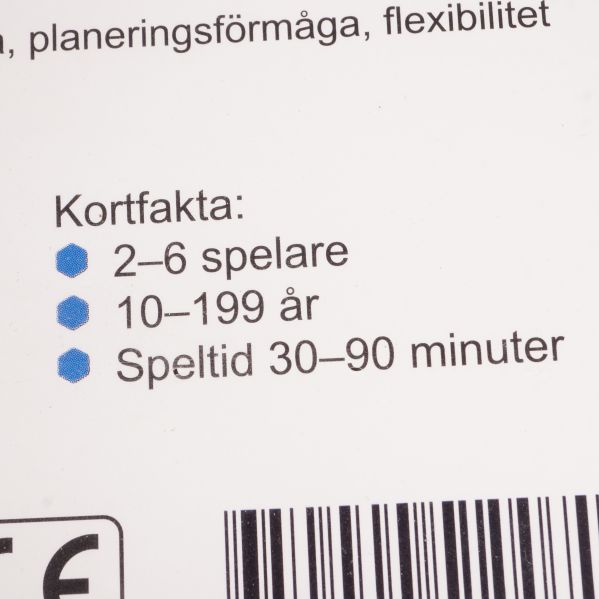 , planeringsförmåga, flexibilitet
Kortfakta:
2–6 spelare
10–199 år
Speltid 30–90 minuter